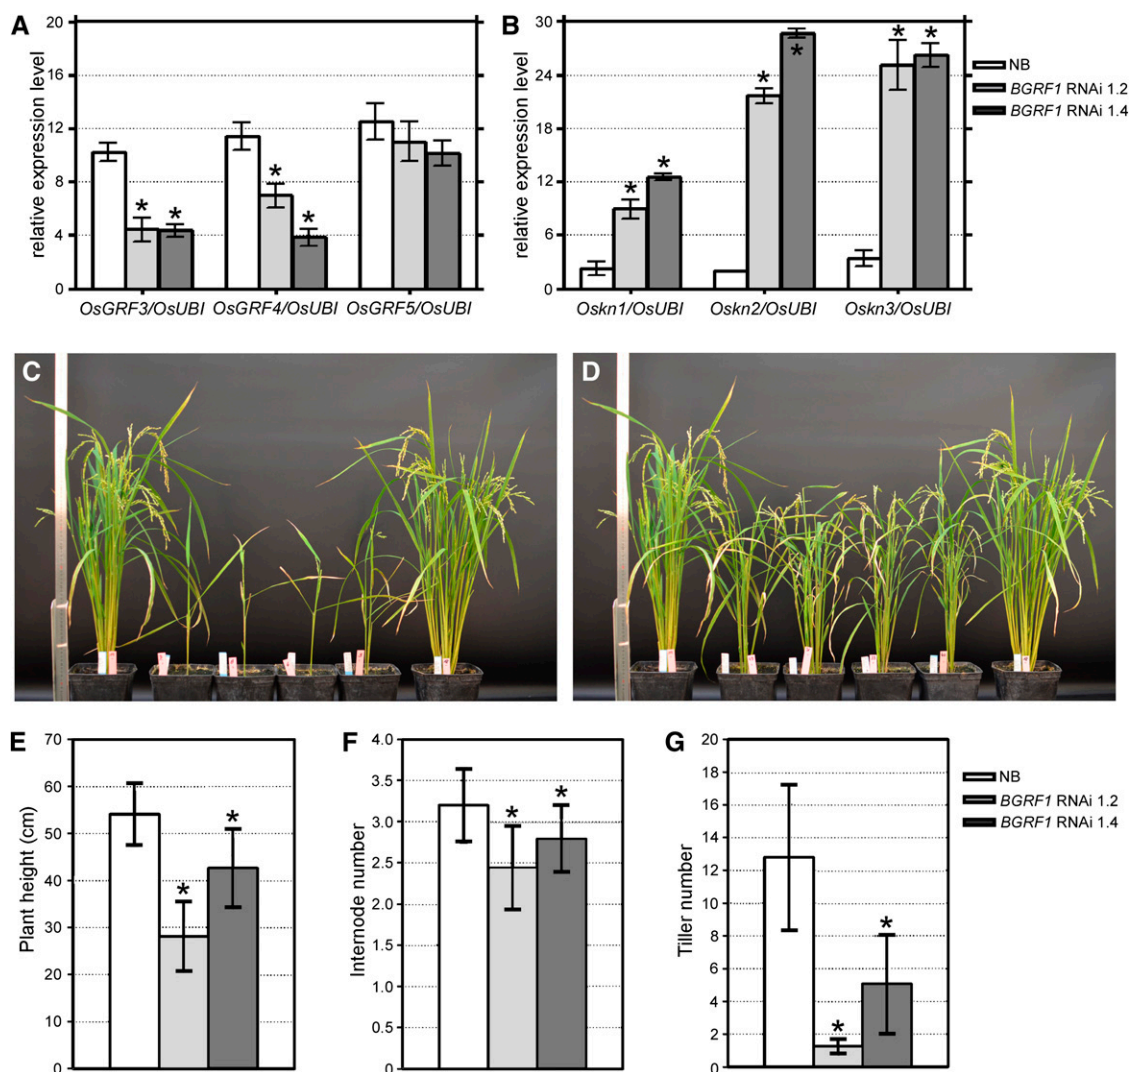 A
relative expression level
20
16
12
8
4
0
OsGRF3/OsUBI
OsGRF4/OsUBI
OsGRF5/OsUBI
*
*
*
*
B
relative expression level
30
24
18
12
6
0
Oskn1/OsUBI
Oskn2/OsUBI
Oskn3/OsUBI
*
*
*
*
*
*
NB
BGRF1 RNAi 1.2
BGRF1 RNAi 1.4
C
D
E
Plant height (cm)
70
60
50
40
30
20
10
0
*
*
F
Internode number
4.0
3.5
3.0
2.5
2.0
1.5
1.0
0.5
0
*
*
G
Tiller number
20
18
16
14
12
10
8
6
4
2
0
*
*
NB
BGRF1 RNAi 1.2
BGRF1 RNAi 1.4